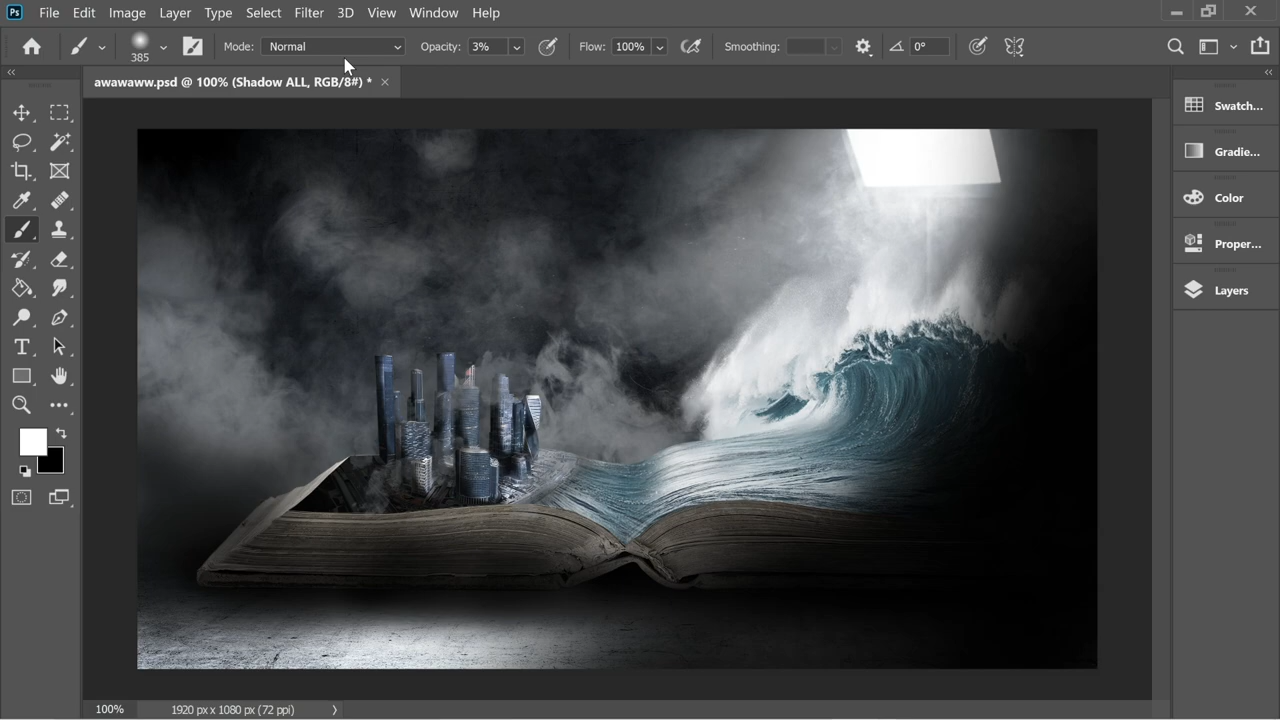 Ps File Edit Image Layer Type Select Filter 3D View Window Help
385 Mode: Normal Opacity: 3% Flow: 100% Smoothing: 0°
awawaww.psd @ 100% (Shadow ALL, RGB/8#) * ×
Swatch...
Gradie...
Color
Proper...
Layers
100% 1920 px x 1080 px (72 ppi)